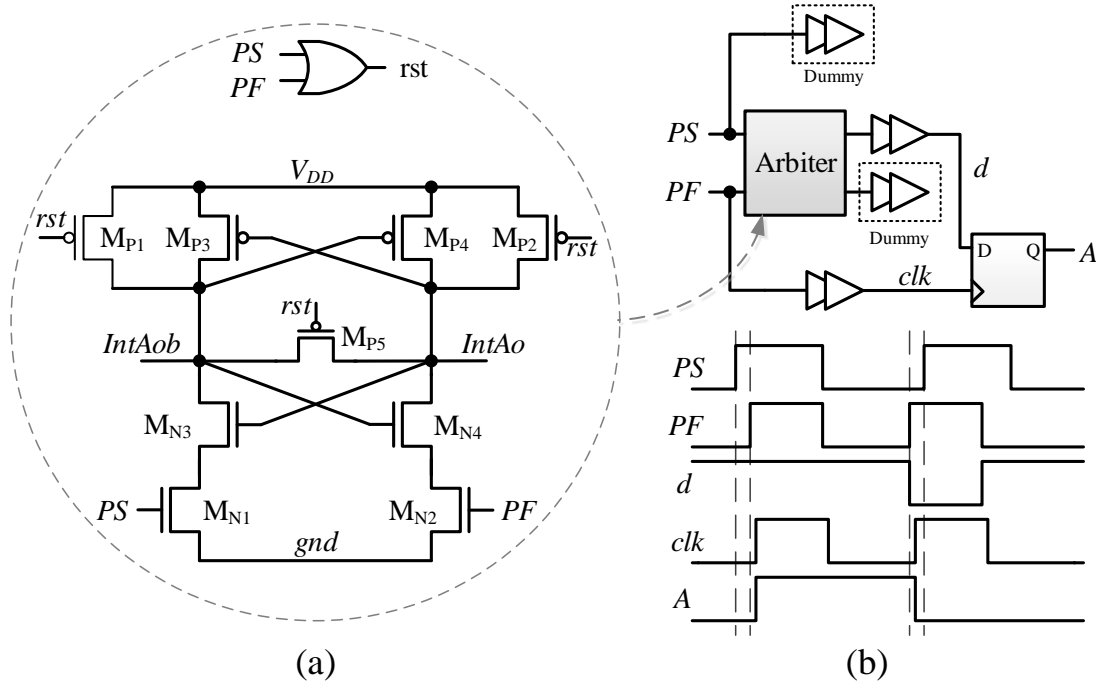 PS
PF
rst
V_DD
rst
M_P1
M_P3
M_P4
M_P2
rst
rst
IntAob
M_P5
IntAo
M_N3
M_N4
PS
M_N1
M_N2
PF
gnd
(a)
Dummy
PS
Arbiter
PF
d
Dummy
D
Q
A
clk
PS
PF
d
clk
A
(b)